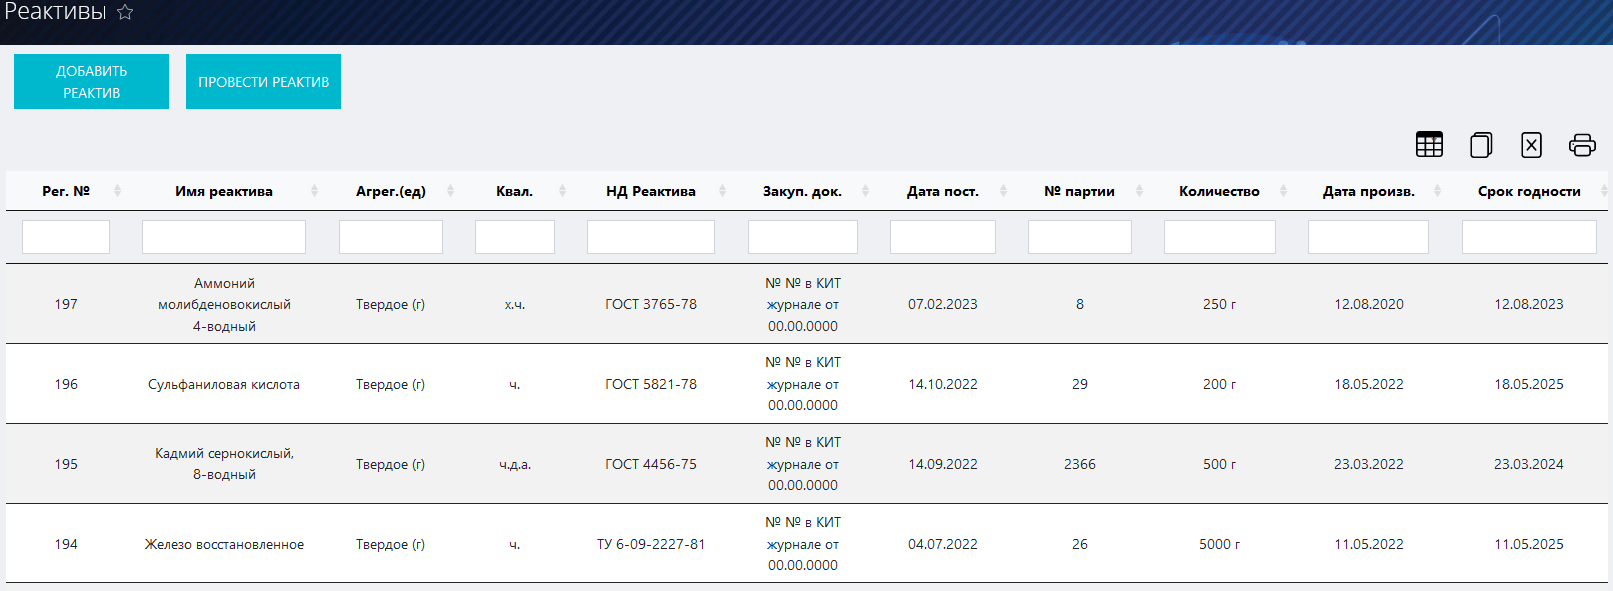 Реактивы
ДОБАВИТЬ
РЕАКТИВ
ПРОВЕСТИ РЕАКТИВ
Рег. № Имя реактива Агрег.(ед) Квал. НД Реактива Закуп. док. Дата пост. № партии Количество Дата произв. Срок годности
197 Аммоний молибденовокислый 4-водный Твердое (г) х.ч. ГОСТ 3765-78 № № в КИТ журнале от 00.00.0000 07.02.2023 8 250 г 12.08.2020 12.08.2023
196 Сульфаниловая кислота Твердое (г) ч. ГОСТ 5821-78 № № в КИТ журнале от 00.00.0000 14.10.2022 29 200 г 18.05.2022 18.05.2025
195 Кадмий сернокислый, 8-водный Твердое (г) ч.д.а. ГОСТ 4456-75 № № в КИТ журнале от 00.00.0000 14.09.2022 2366 500 г 23.03.2022 23.03.2024
194 Железо восстановленное Твердое (г) ч. ТУ 6-09-2227-81 № № в КИТ журнале от 00.00.0000 04.07.2022 26 5000 г 11.05.2022 11.05.2025